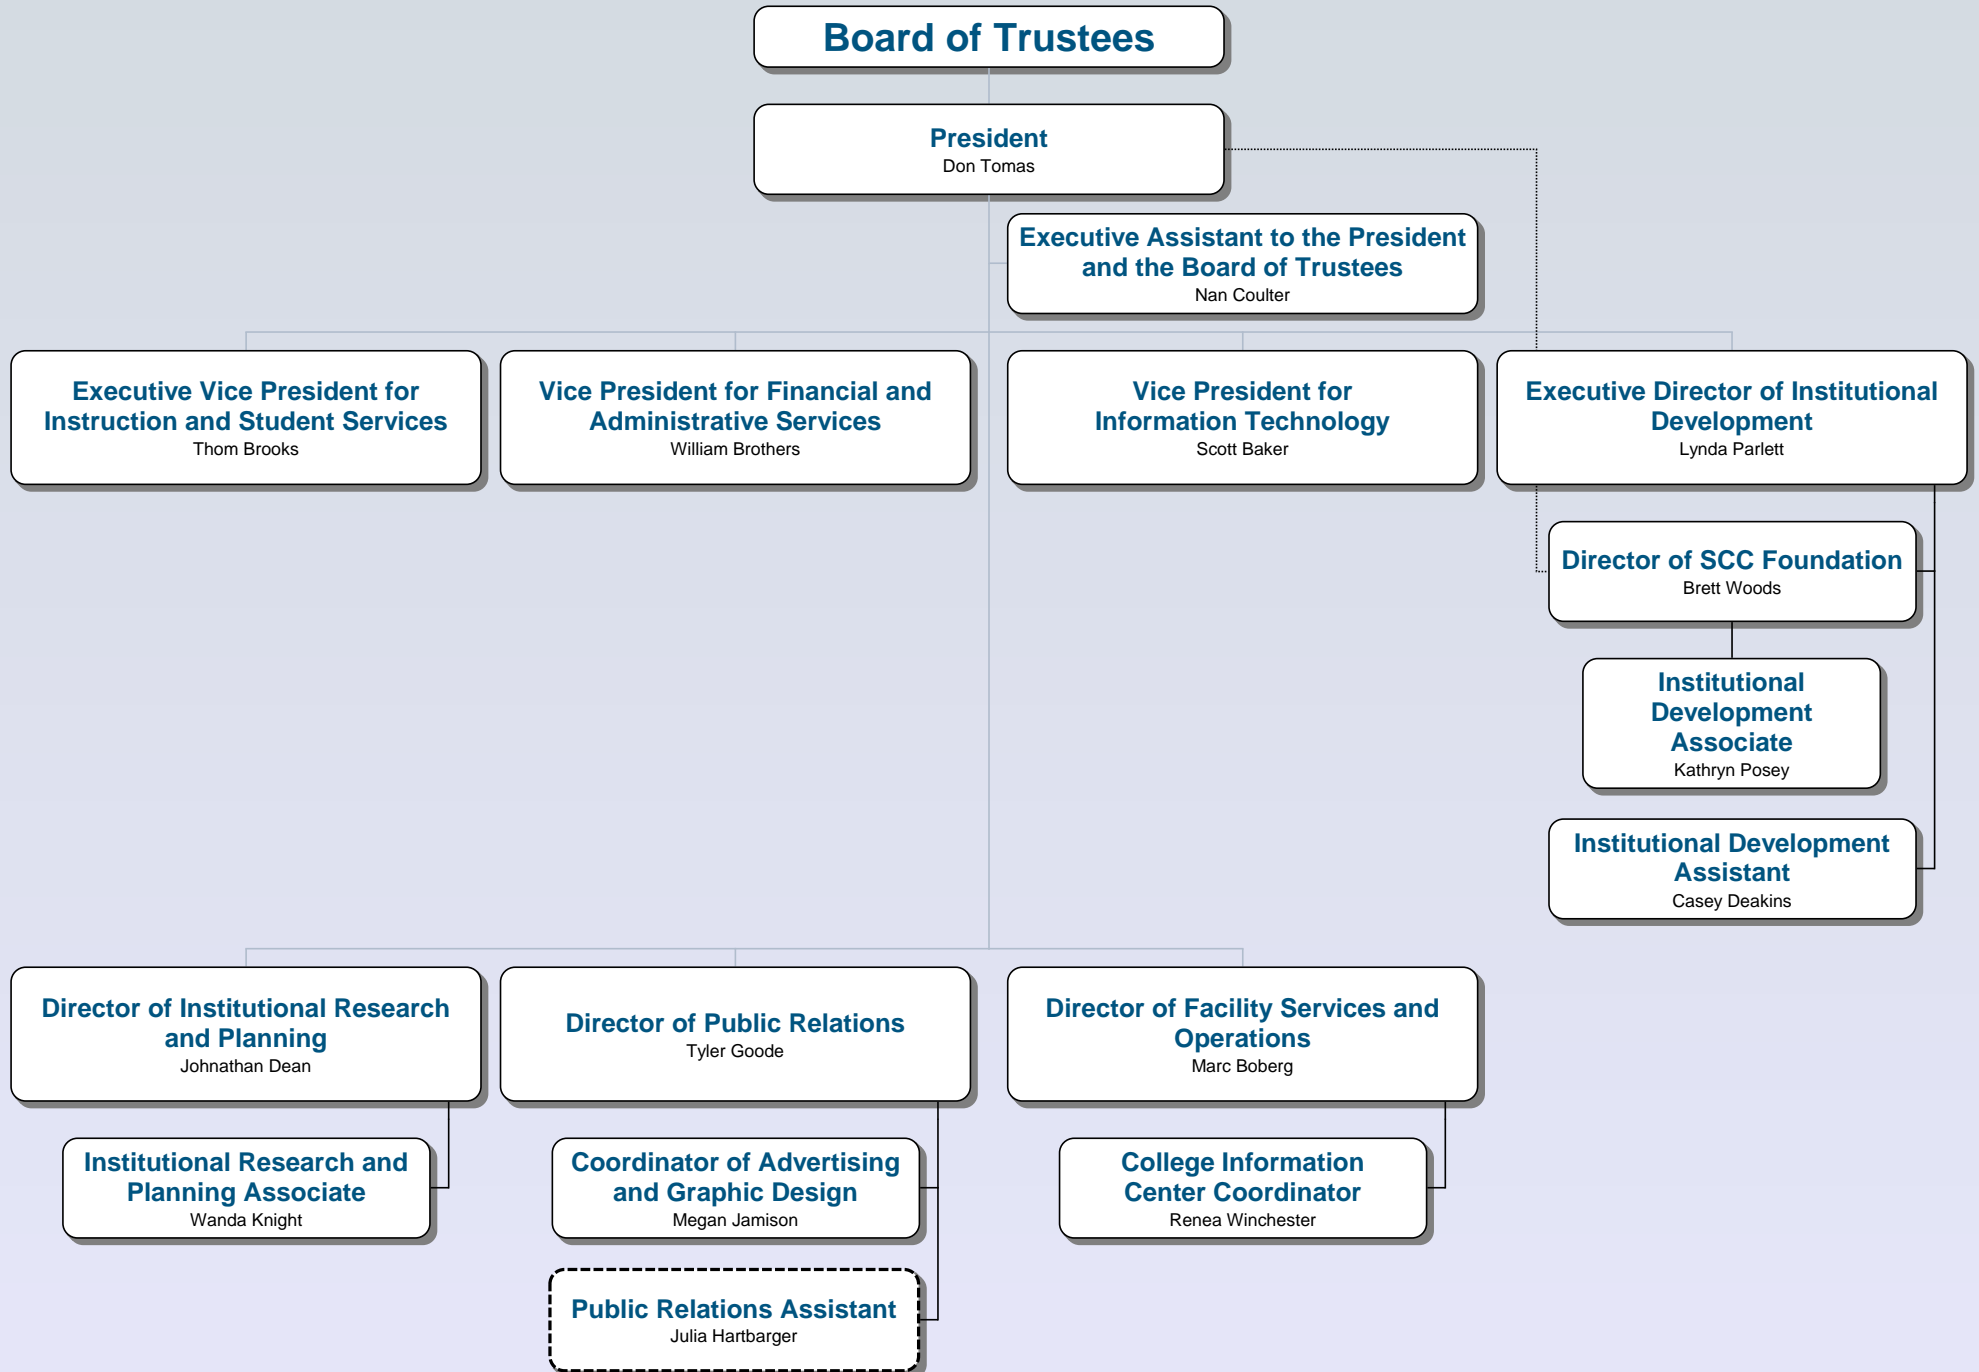 Board of Trustees
President
Don Tomas
Executive Assistant to the President
and the Board of Trustees
Nan Coulter
Executive Vice President for
Instruction and Student Services
Thom Brooks
Vice President for Financial and
Administrative Services
William Brothers
Vice President for
Information Technology
Scott Baker
Executive Director of Institutional
Development
Lynda Parlett
Director of SCC Foundation
Brett Woods
Institutional
Development
Associate
Kathryn Posey
Institutional Development
Assistant
Casey Deakins
Director of Institutional Research
and Planning
Johnathan Dean
Institutional Research and
Planning Associate
Wanda Knight
Director of Public Relations
Tyler Goode
Coordinator of Advertising
and Graphic Design
Megan Jamison
Public Relations Assistant
Julia Hartbarger
Director of Facility Services and
Operations
Marc Boberg
College Information
Center Coordinator
Renea Winchester